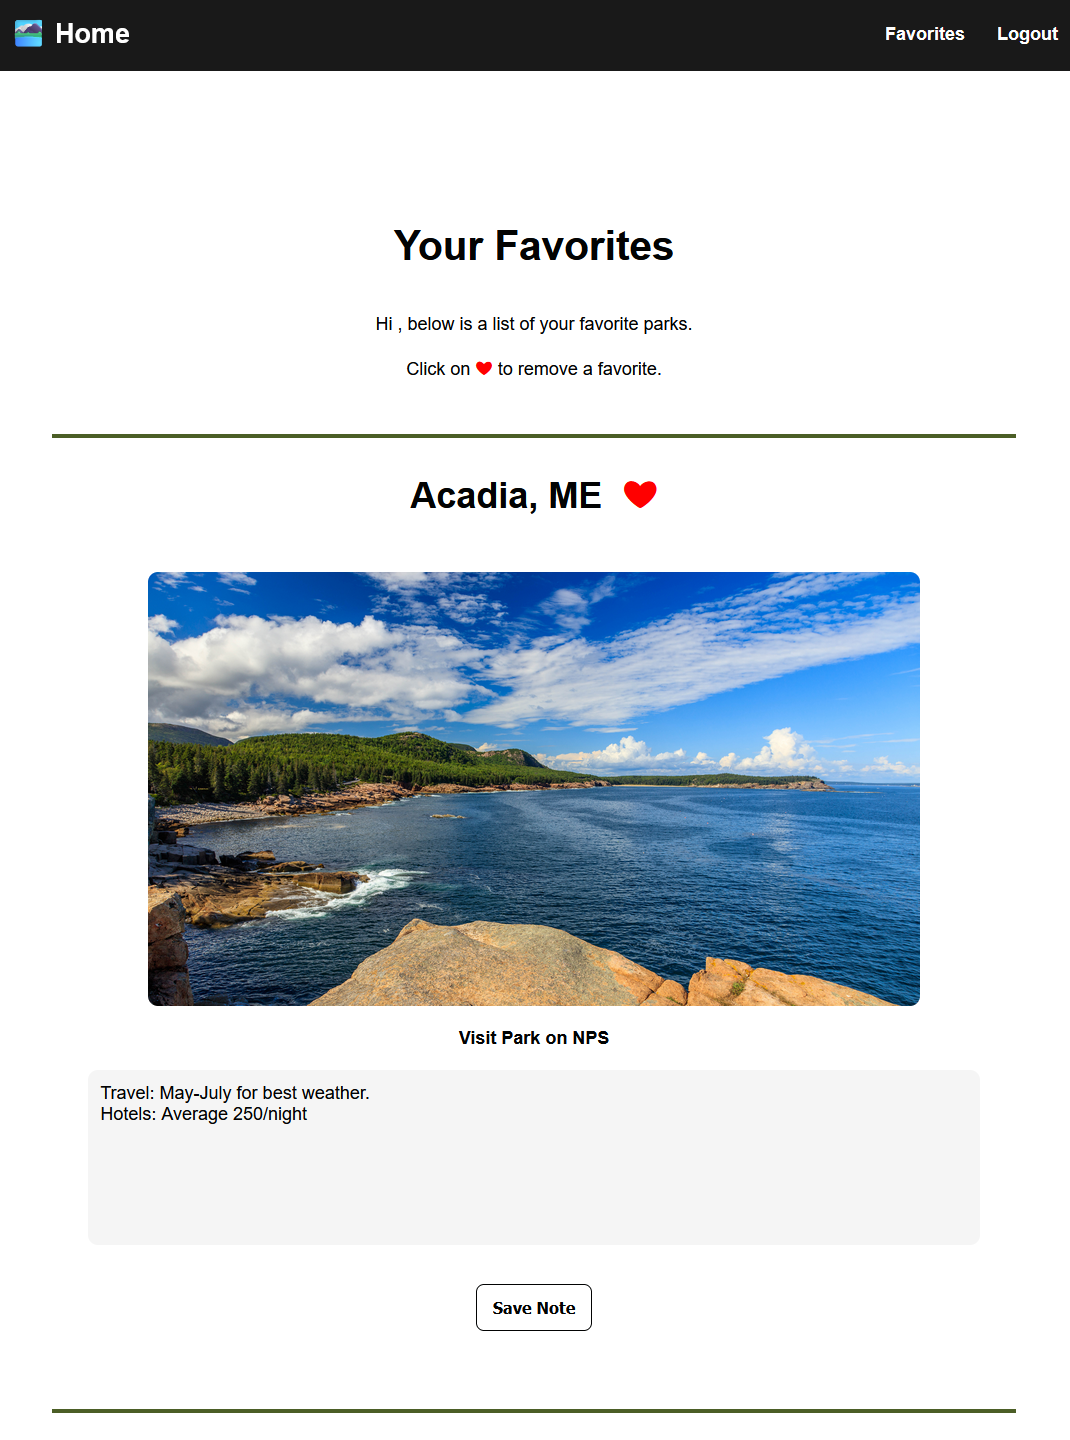 Home
Favorites
Logout
Your Favorites
Hi , below is a list of your favorite parks.
Click on ❤ to remove a favorite.
Acadia, ME ❤
Visit Park on NPS
Travel: May-July for best weather.
Hotels: Average 250/night
Save Note